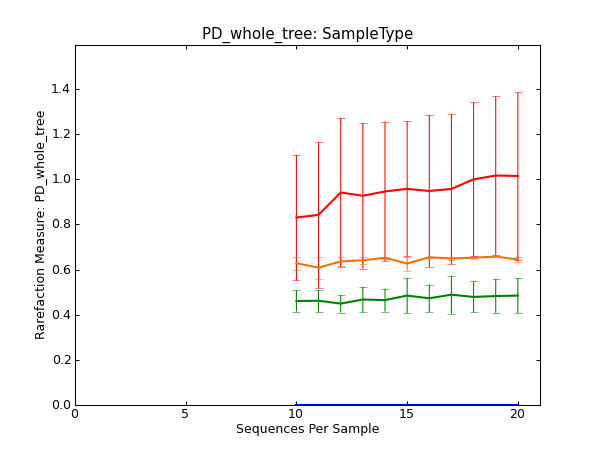 PD_whole_tree: SampleType
Rarefaction Measure: PD_whole_tree
1.4
1.2
1.0
0.8
0.6
0.4
0.2
0.0
0 5 10 15 20
Sequences Per Sample